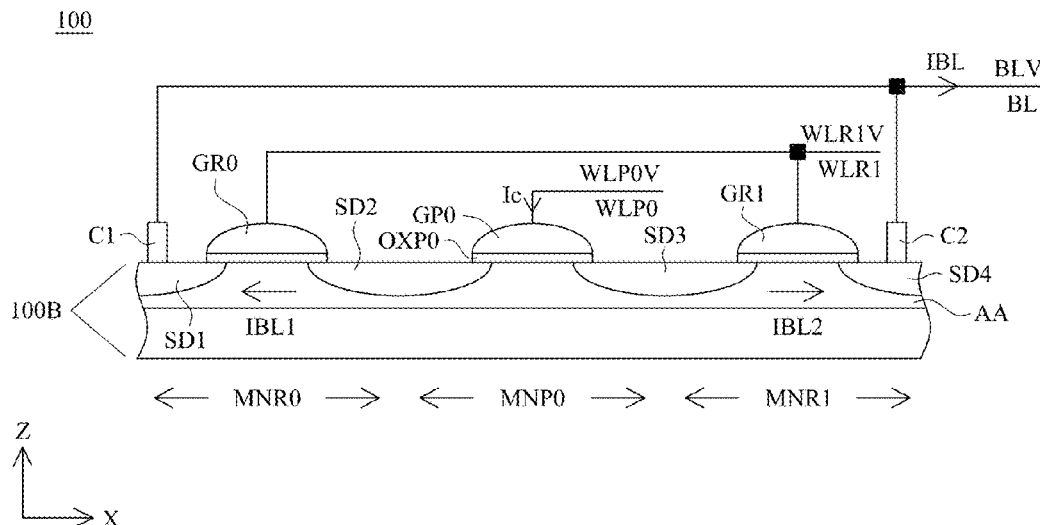 100
IBL
BLV
BL
WLR1V
WLR1
GR0
WLP0V
WLP0
Ic
SD2
GP0
OXP0
SD3
GR1
C1
C2
SD4
100B
SD1
IBL1
IBL2
AA
MNR0
MNP0
MNR1
Z
X